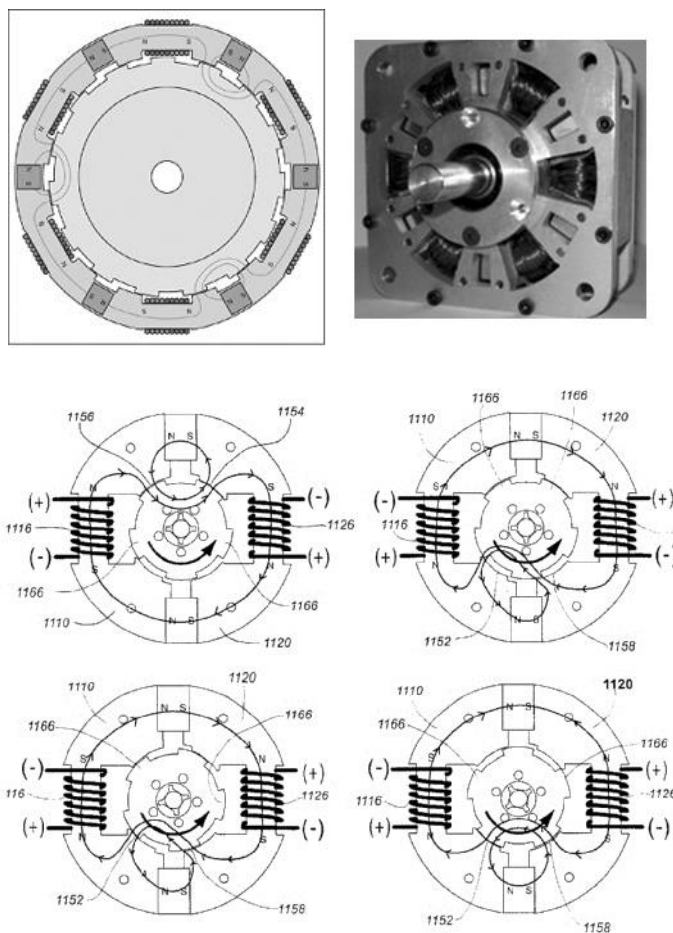 N S
S N
1156 1154
N S
N S
(+) (-)
1116 1126
(-) (+)
S N
1166 1166
N S
1110 1120
1166 1166
1110 1120
N S
S N
(-) (+)
1116
(+) (-)
N S
N S
1152 1158
1110 1120
1166 N S 1166
S N
(-) (+)
116 1126
(+) (-)
N S
N S
1152 1158
1110 1120
1166 N S 1166
S N
(-) (+)
1116 1126
(+) (-)
N S
N S
1152 1158